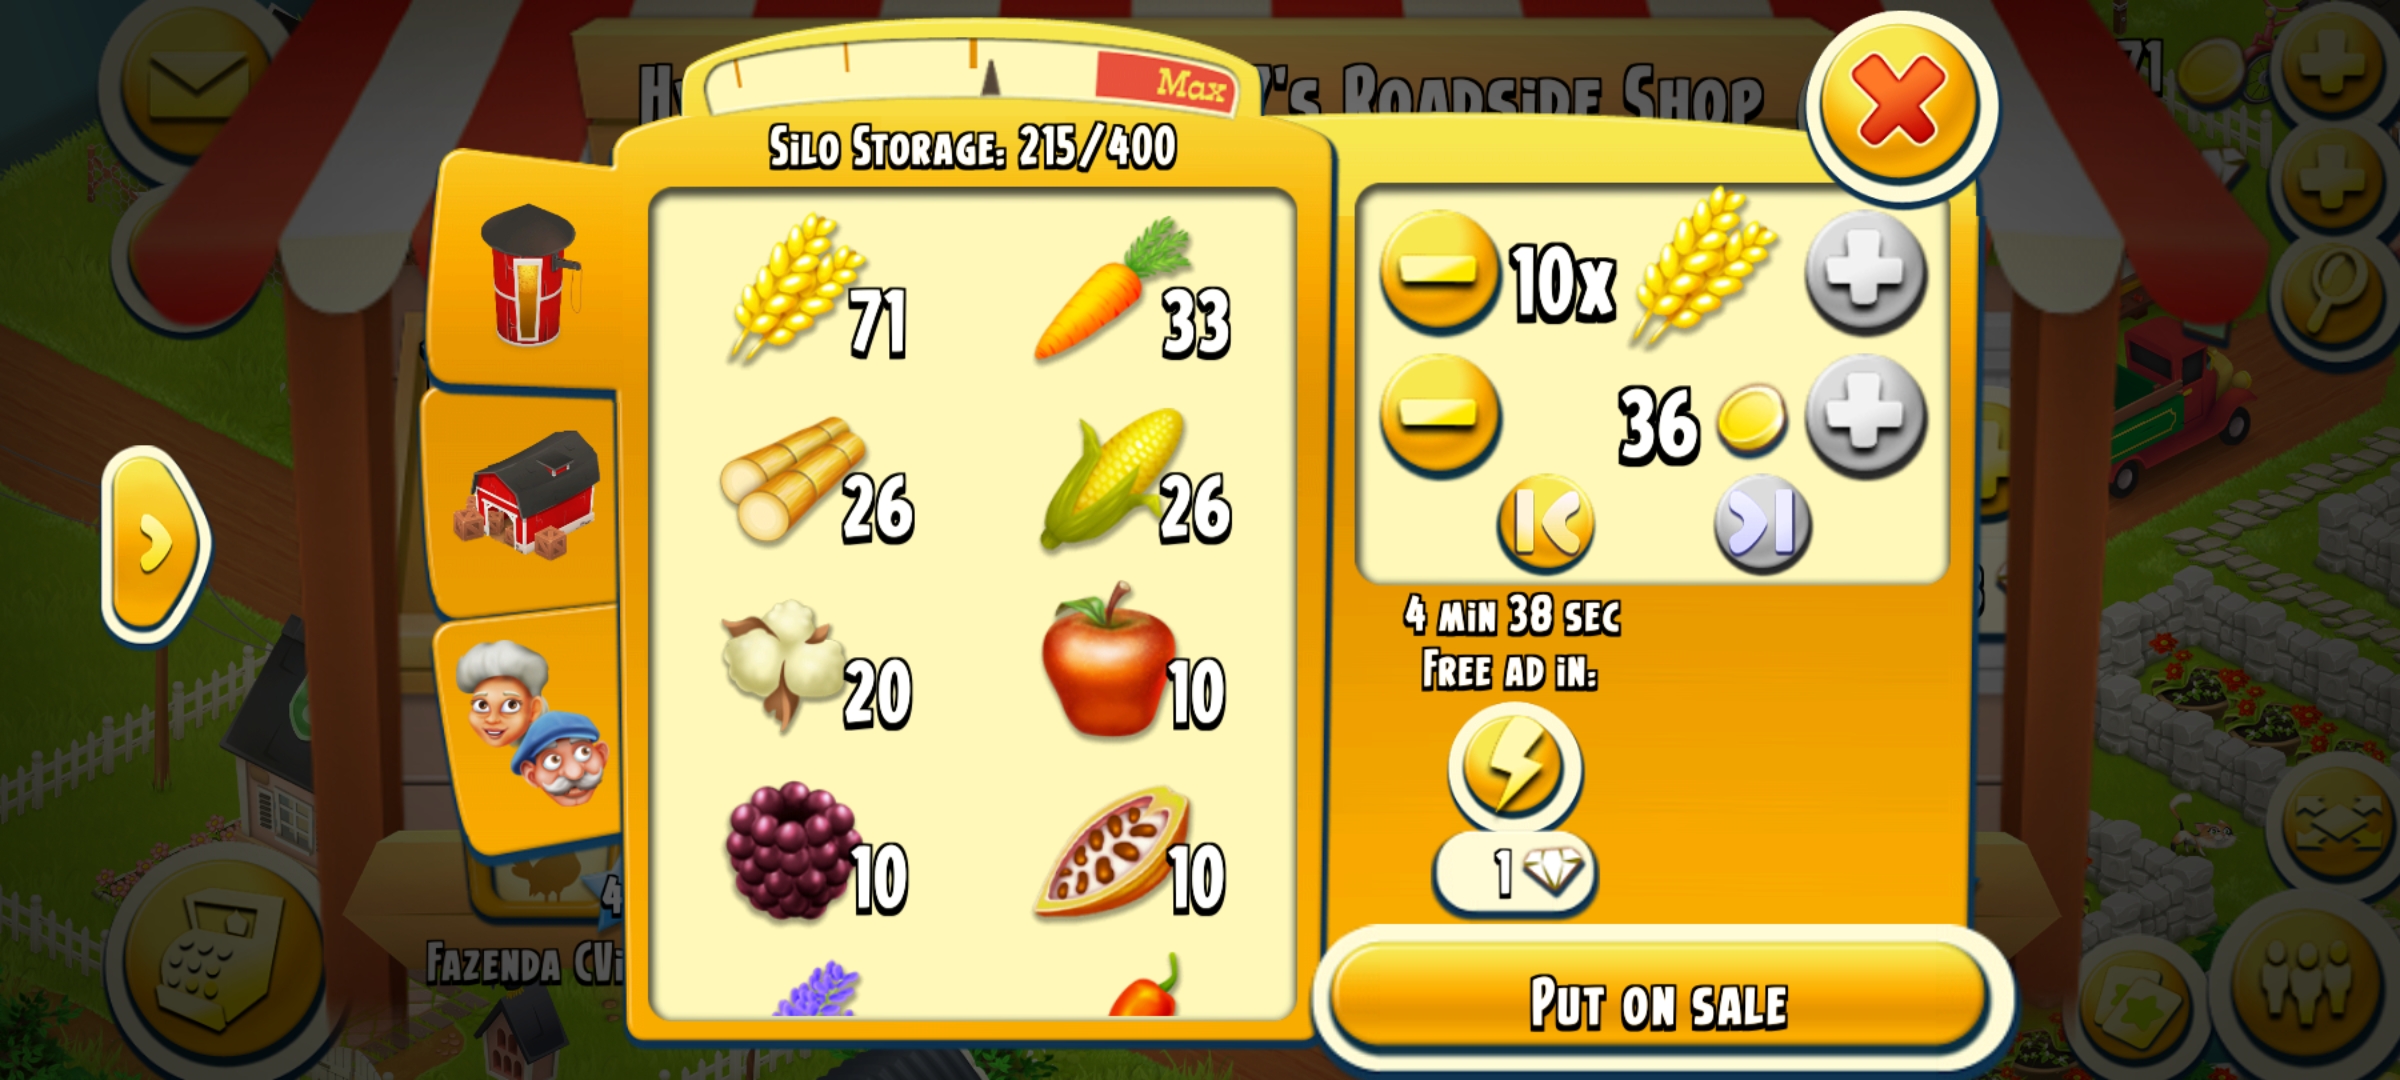 's Roadside Shop
71
Max
Silo Storage: 215/400
71
33
10x
36
26
26
20
10
10
10
4 min 38 sec
Free ad in:
1
Put on sale
Fazenda